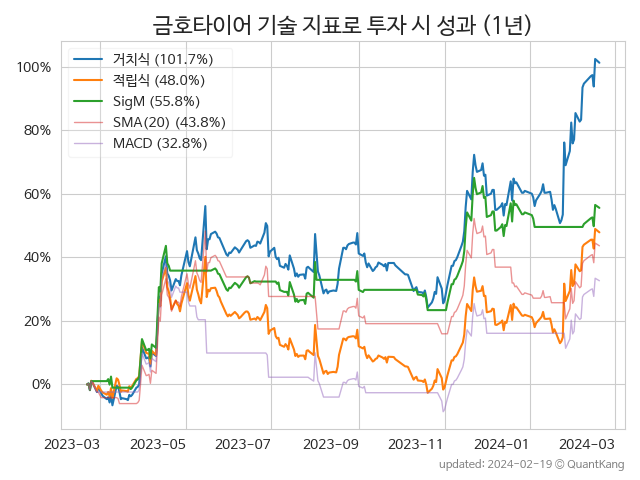 금호타이어 기술 지표로 투자 시 성과 (1년)
거치식 (101.7%)
적립식 (48.0%)
SigM (55.8%)
SMA(20) (43.8%)
MACD (32.8%)
100%
80%
60%
40%
20%
0%
2023-03 2023-05 2023-07 2023-09 2023-11 2024-01 2024-03
updated: 2024-02-19 © QuantKang